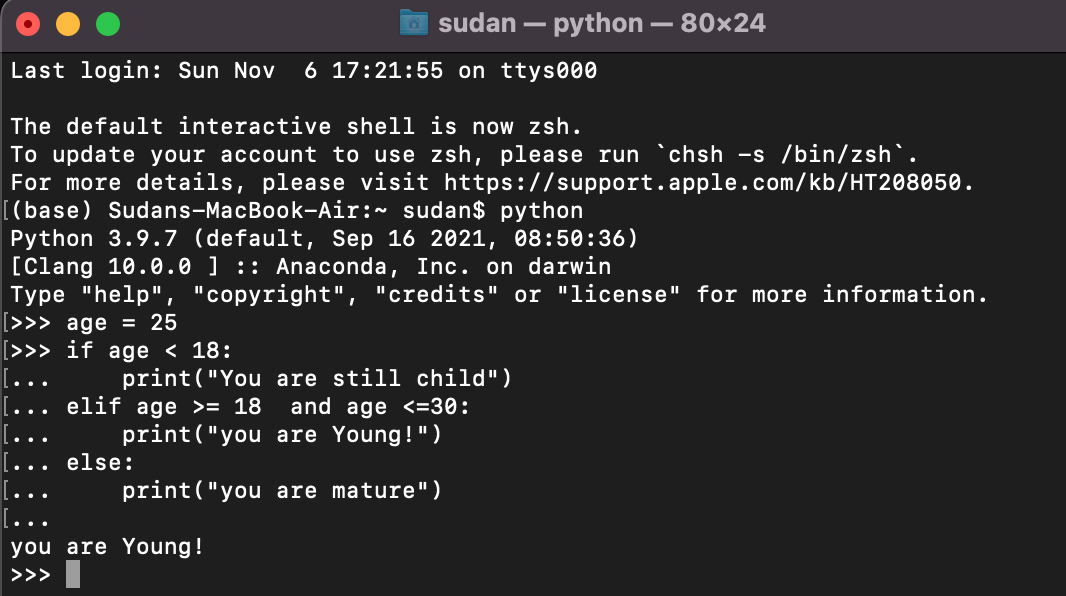 sudan — python — 80×24
Last login: Sun Nov  6 17:21:55 on ttys000
The default interactive shell is now zsh.
To update your account to use zsh, please run `chsh -s /bin/zsh`.
For more details, please visit https://support.apple.com/kb/HT208050.
[(base) Sudans-MacBook-Air:~ sudan$ python
Python 3.9.7 (default, Sep 16 2021, 08:50:36)
[Clang 10.0.0 ] :: Anaconda, Inc. on darwin
Type "help", "copyright", "credits" or "license" for more information.
[>>> age = 25
[>>> if age < 18:
[...     print("You are still child")
[... elif age >= 18  and age <=30:
[...     print("you are Young!")
[... else:
[...     print("you are mature")
[...
you are Young!
>>>